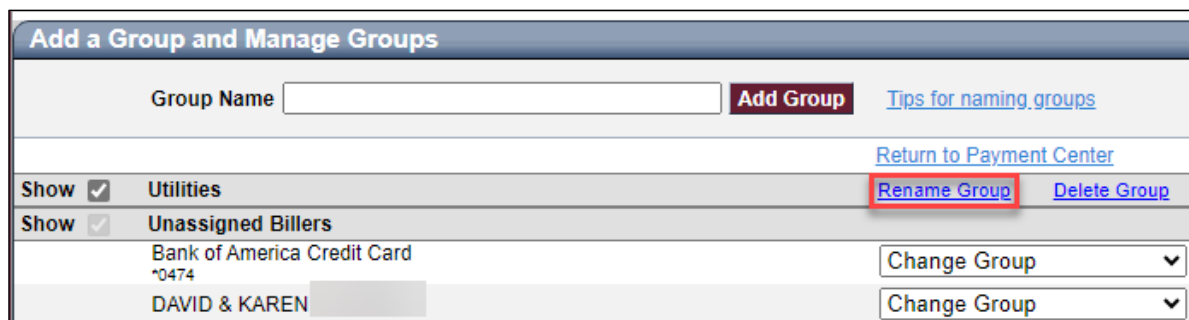 Add a Group and Manage Groups
Group Name Add Group Tips for naming groups
Return to Payment Center
Show Utilities Rename Group Delete Group
Show Unassigned Billers
Bank of America Credit Card Change Group
*0474
DAVID & KAREN Change Group